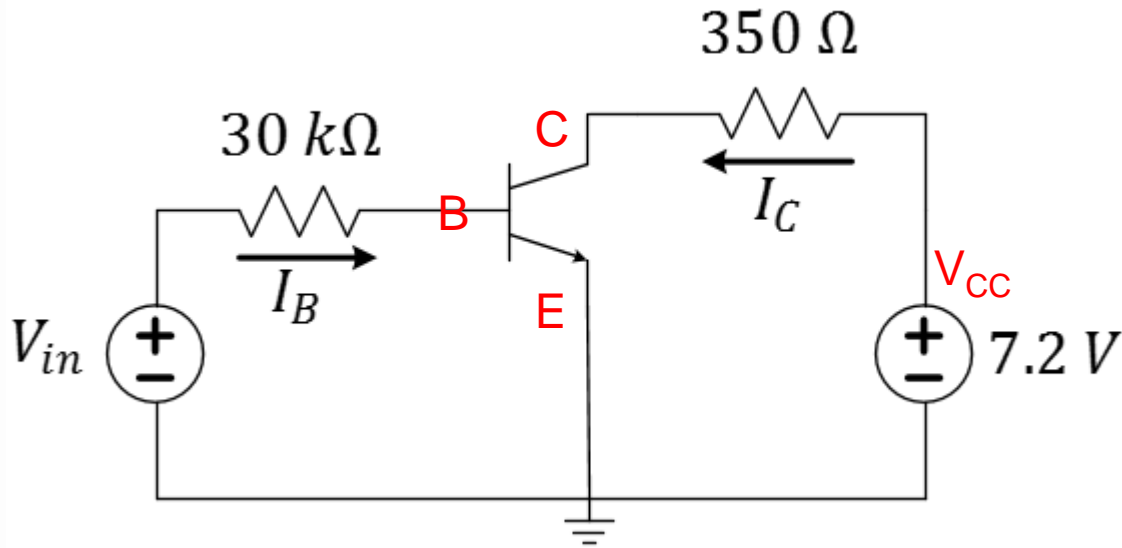 350 Ω
C
30 kΩ
B
I_C
I_B
E
V_CC
V_in
7.2 V